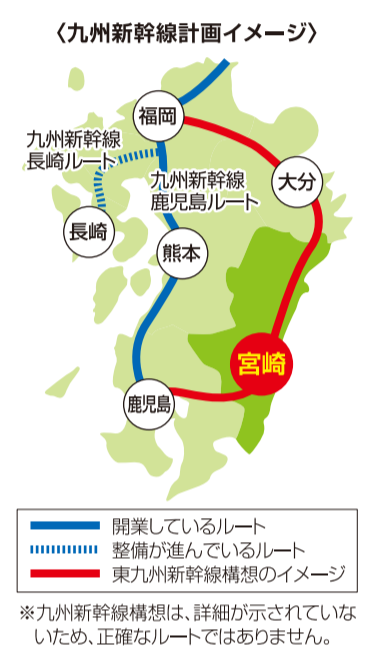 〈九州新幹線計画イメージ〉
福岡
九州新幹線
長崎ルート
九州新幹線
鹿児島ルート
大分
長崎
熊本
宮崎
鹿児島
開業しているルート
整備が進んでいるルート
東九州新幹線構想のイメージ
※九州新幹線構想は、詳細が示されていな
いため、正確なルートではありません。